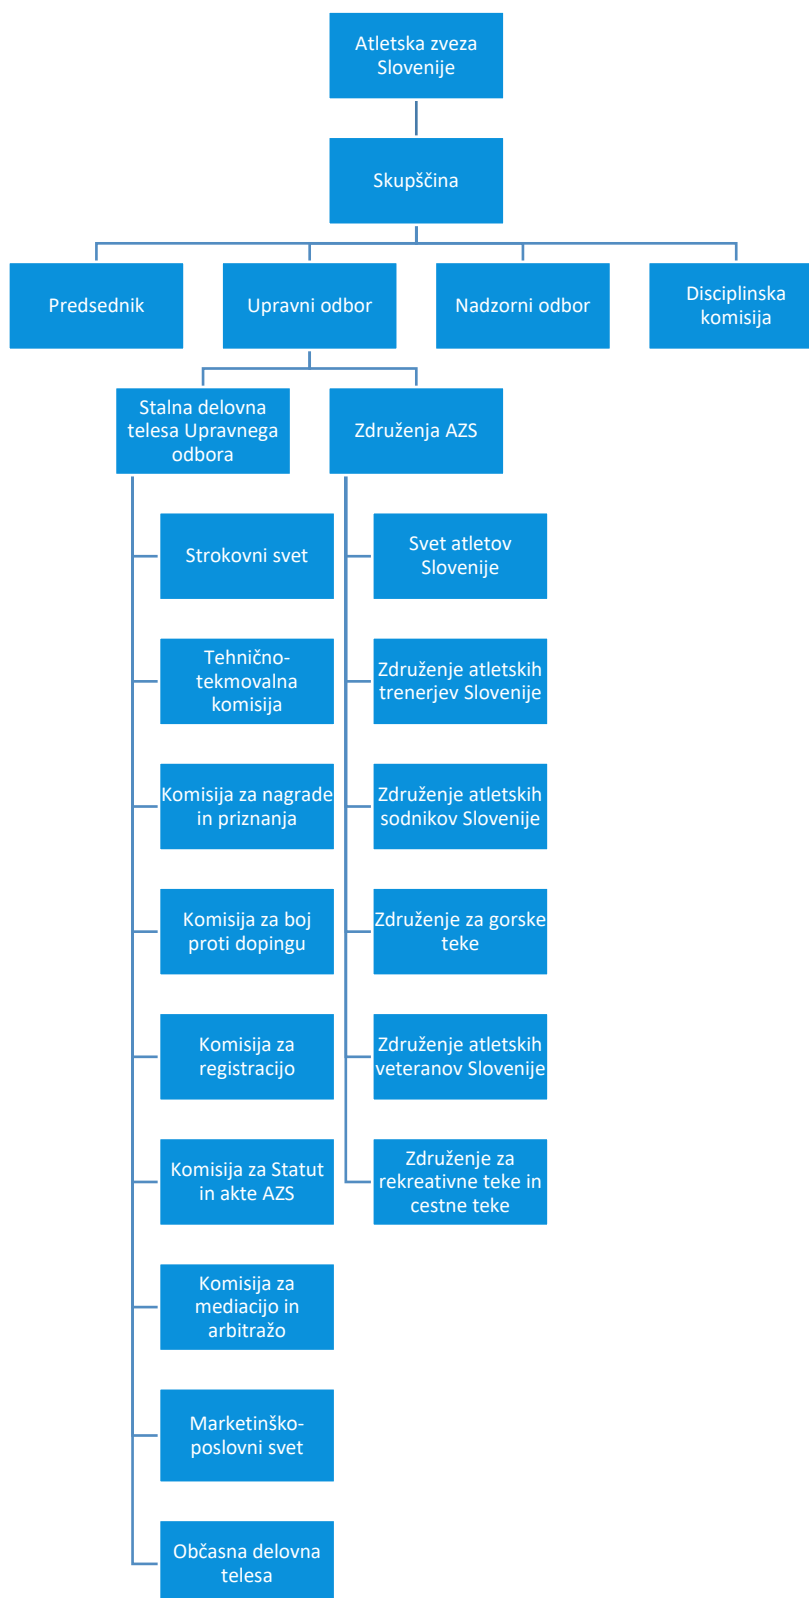 Atletska zveza
Slovenije
Skupščina
Predsednik
Upravni odbor
Nadzorni odbor
Disciplinska
komisija
Stalna delovna
telesa Upravnega
odbora
Združenja AZS
Strokovni svet
Svet atletov
Slovenije
Tehnično-
tekmovalna
komisija
Združenje atletskih
trenerjev Slovenije
Komisija za nagrade
in priznanja
Združenje atletskih
sodnikov Slovenije
Komisija za boj
proti dopingu
Združenje za gorske
teke
Komisija za
registracijo
Združenje atletskih
veteranov Slovenije
Komisija za Statut
in akte AZS
Združenje za
rekreativne teke in
cestne teke
Komisija za
mediacijo in
arbitražo
Marketinško-
poslovni svet
Občasna delovna
telesa